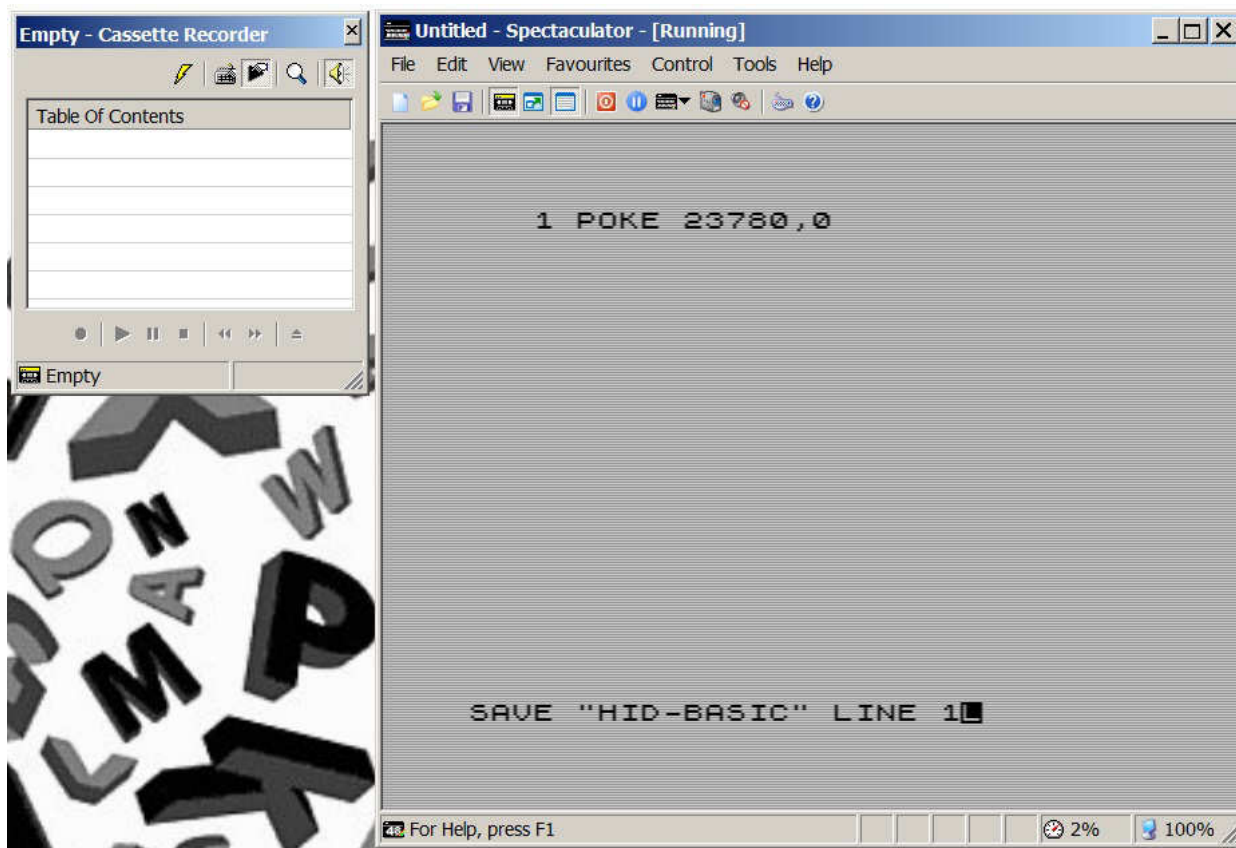 Empty - Cassette Recorder
Table Of Contents
Empty
Untitled - Spectaculator - [Running]
File Edit View Favourites Control Tools Help
1 POKE 23780,0
SAVE "HID-BASIC" LINE 1L
For Help, press F1
2%
100%
O
N
W
A
P
M
L